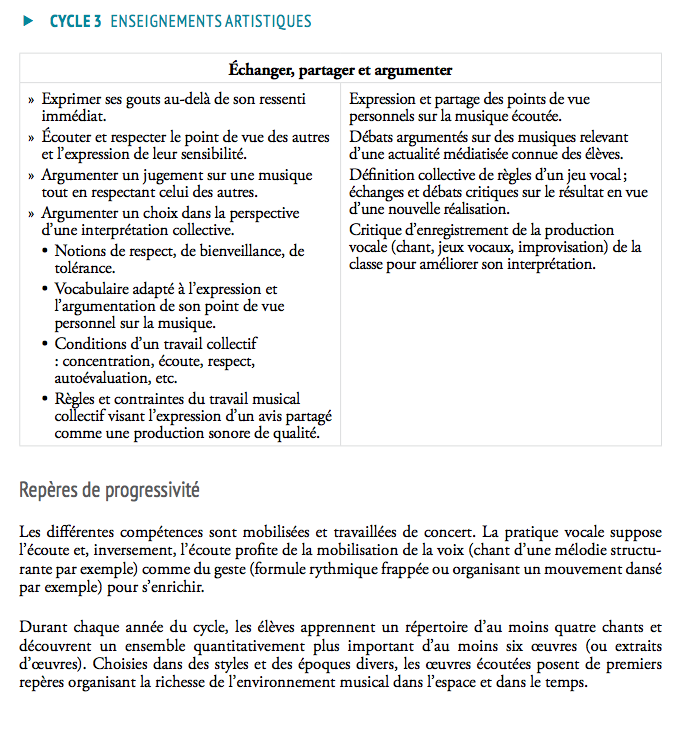 ► CYCLE 3 ENSEIGNEMENTS ARTISTIQUES
Échanger, partager et argumenter
» Exprimer ses gouts au-delà de son ressenti
immédiat.
» Écouter et respecter le point de vue des autres
et l’expression de leur sensibilité.
» Argumenter un jugement sur une musique
tout en respectant celui des autres.
» Argumenter un choix dans la perspective
d’une interprétation collective.
• Notions de respect, de bienveillance, de
tolérance.
• Vocabulaire adapté à l’expression et
l’argumentation de son point de vue
personnel sur la musique.
• Conditions d’un travail collectif
: concentration, écoute, respect,
autoévaluation, etc.
• Règles et contraintes du travail musical
collectif visant l’expression d’un avis partagé
comme une production sonore de qualité.
Expression et partage des points de vue
personnels sur la musique écoutée.
Débats argumentés sur des musiques relevant
d’une actualité médiatisée connue des élèves.
Définition collective de règles d’un jeu vocal ;
échanges et débats critiques sur le résultat en vue
d’une nouvelle réalisation.
Critique d’enregistrement de la production
vocale (chant, jeux vocaux, improvisation) de la
classe pour améliorer son interprétation.
Repères de progressivité
Les différentes compétences sont mobilisées et travaillées de concert. La pratique vocale suppose
l’écoute et, inversement, l’écoute profite de la mobilisation de la voix (chant d’une mélodie structu-
rante par exemple) comme du geste (formule rythmique frappée ou organisant un mouvement dansé
par exemple) pour s’enrichir.
Durant chaque année du cycle, les élèves apprennent un répertoire d’au moins quatre chants et
découvrent un ensemble quantitativement plus important d’au moins six œuvres (ou extraits
d’œuvres). Choisies dans des styles et des époques divers, les œuvres écoutées posent de premiers
repères organisant la richesse de l’environnement musical dans l’espace et dans le temps.